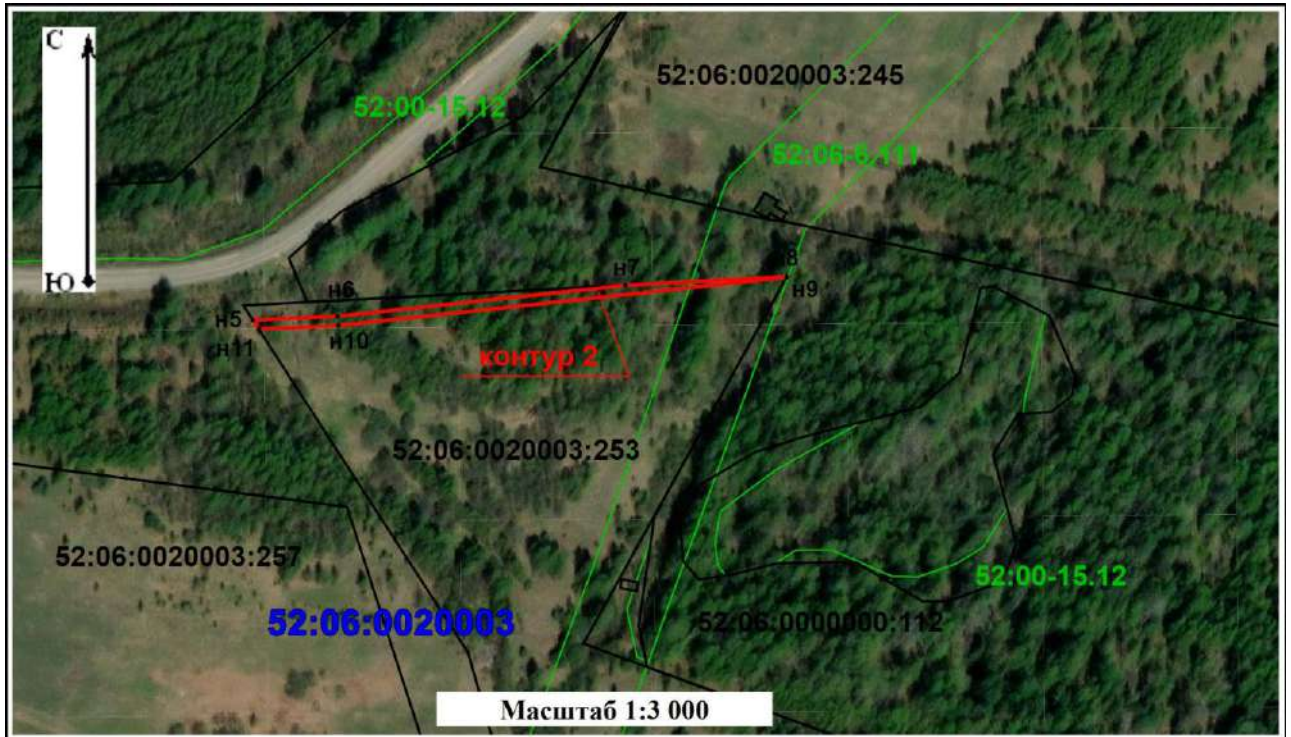 С
52:06:0020003:245
52:00-15.12
52:06-6.111
Ю
8
н7
н6
н9
н5
н10
н11
контур 2
52:06:0020003:253
52:06:0020003:257
52:00-15.12
52:06:0020003
52:06:0000000:112
Масштаб 1:3 000